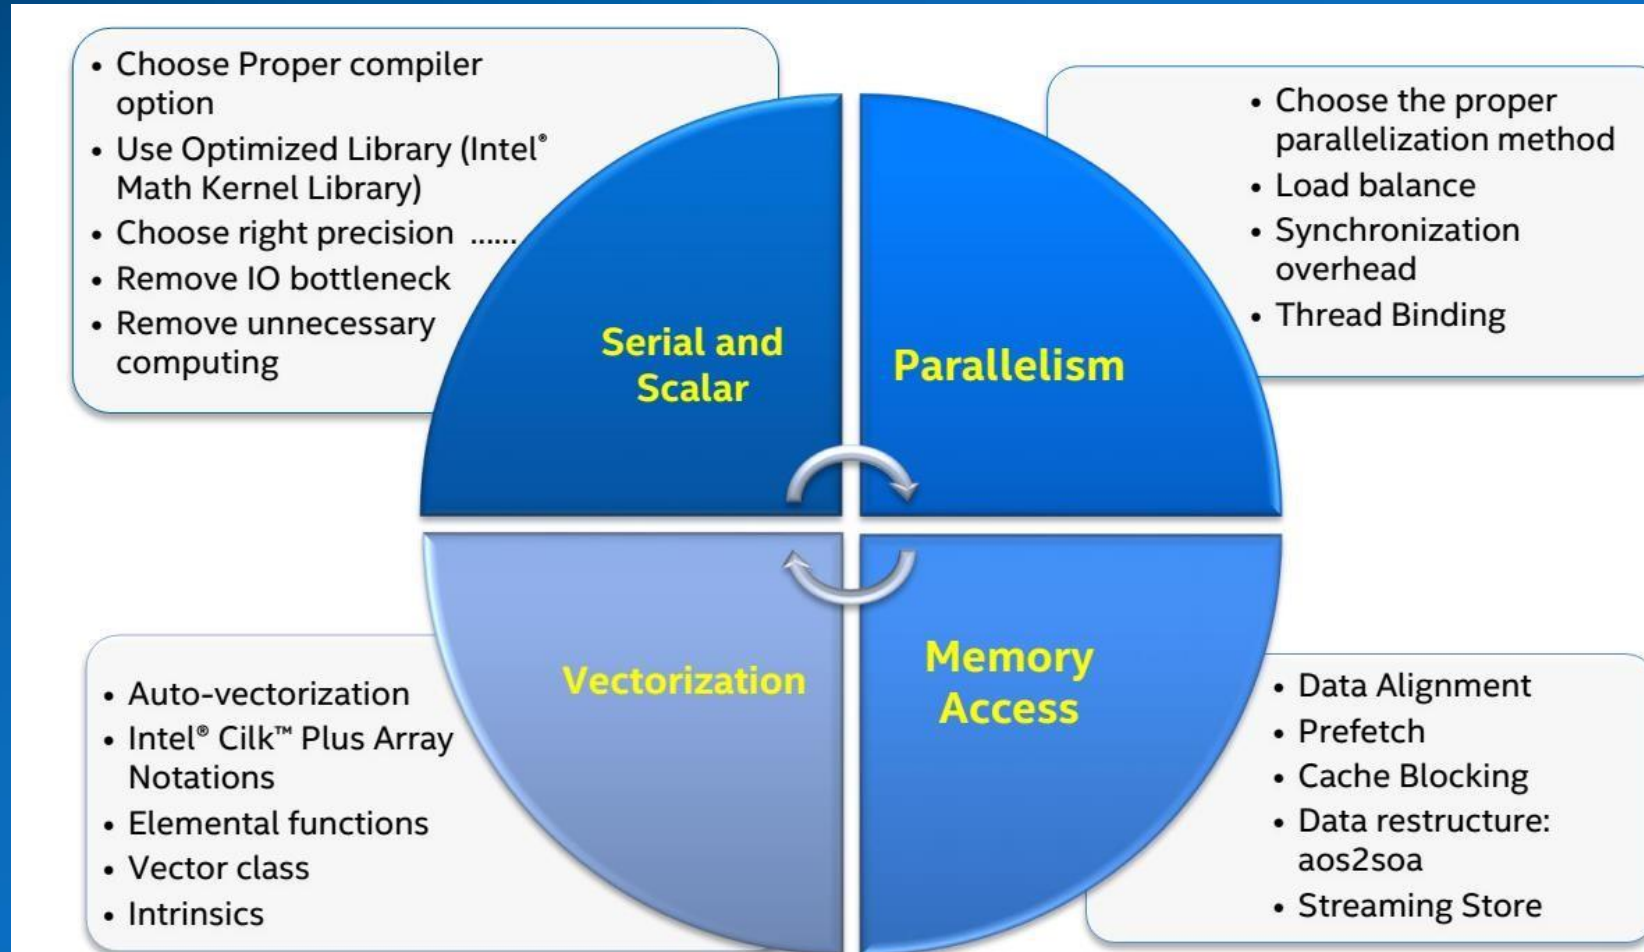 • Choose Proper compiler
option
• Use Optimized Library (Intel®
Math Kernel Library)
• Choose right precision ......
• Remove IO bottleneck
• Remove unnecessary
computing
Serial and
Scalar
Parallelism
• Choose the proper
parallelization method
• Load balance
• Synchronization
overhead
• Thread Binding
Vectorization
• Auto-vectorization
• Intel® Cilk™ Plus Array
Notations
• Elemental functions
• Vector class
• Intrinsics
Memory
Access
• Data Alignment
• Prefetch
• Cache Blocking
• Data restructure:
aos2soa
• Streaming Store